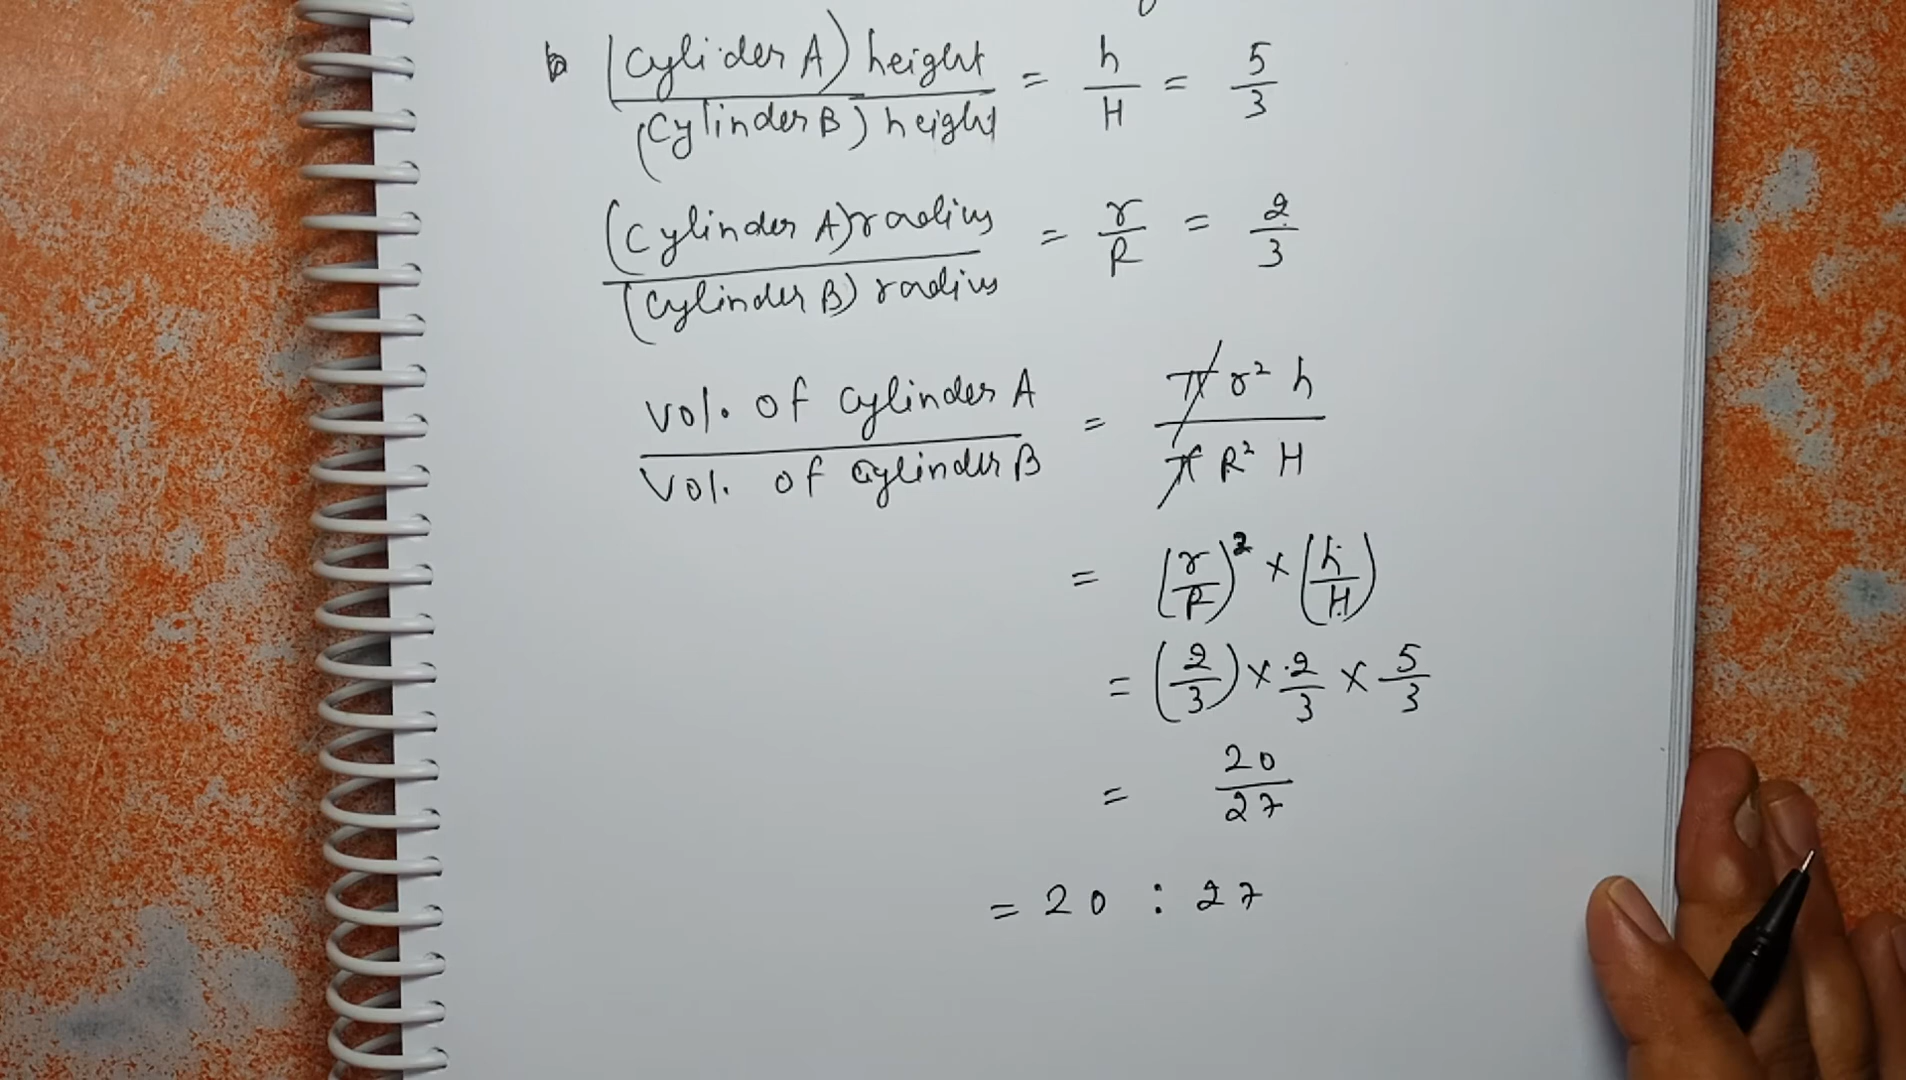 (Cylider A) height / (Cylinder B) height = h/H = 5/3
(Cylinder A) radius / (Cylinder B) radius = r/R = 2/3
Vol. of Cylinder A / Vol. of Cylinder B = π r² h / π R² H
= (r/R)² × (h/H)
= (2/3) × 2/3 × 5/3
= 20/27
= 20 : 27